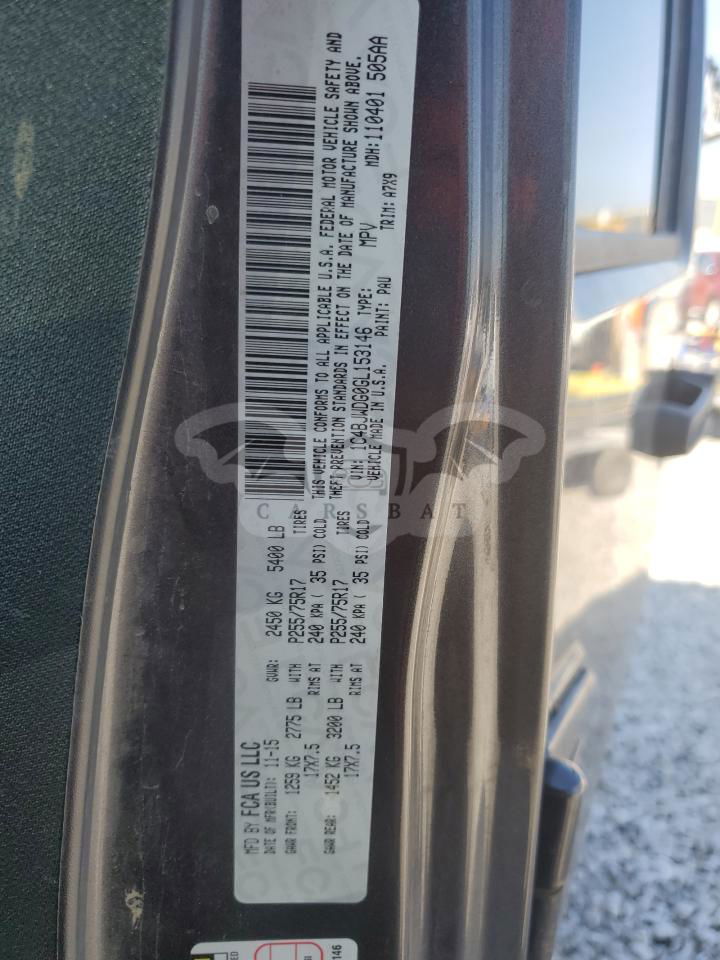 MFD BY FCA US LLC
DATE OF MFR(BUILT): 11-15 GVWR: 2450 KG 5400 LB
GAWR FRONT: 1259 KG 2775 LB WITH P255/75R17 TIRES
17X7.5 RIMS AT 240 KPA ( 35 PSI) COLD
GAWR REAR: 1452 KG 3200 LB WITH P255/75R17 TIRES
17X7.5 RIMS AT 240 KPA ( 35 PSI) COLD
THIS VEHICLE CONFORMS TO ALL APPLICABLE U.S.A. FEDERAL MOTOR VEHICLE SAFETY AND
THEFT PREVENTION STANDARDS IN EFFECT ON THE DATE OF MANUFACTURE SHOWN ABOVE.
VIN: 1C4BJWDG0GL153146 TYPE: MPV MDH:110401 505AA
VEHICLE MADE IN U.S.A. PAINT: PAU TRIM: A7X9
CARSBAT
146